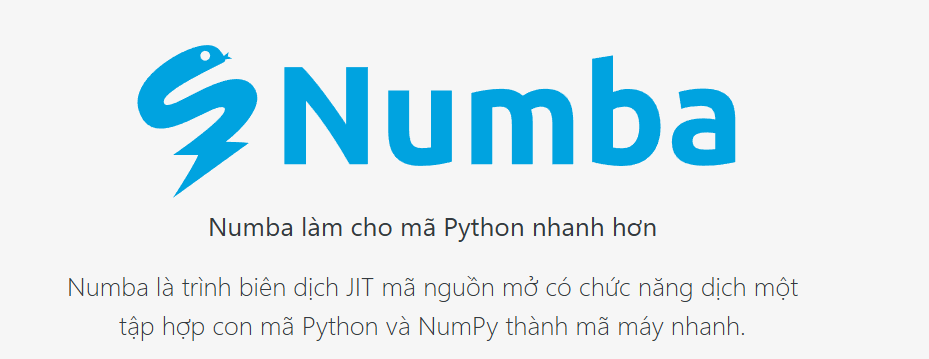 Numba
Numba làm cho mã Python nhanh hơn
Numba là trình biên dịch JIT mã nguồn mở có chức năng dịch một
tập hợp con mã Python và NumPy thành mã máy nhanh.